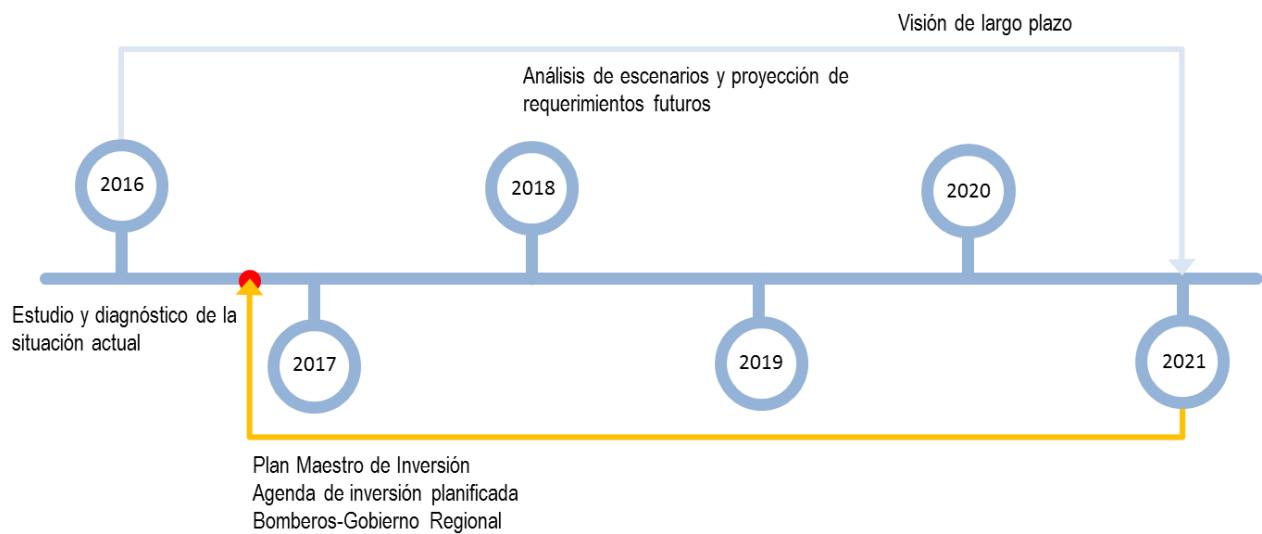 Visión de largo plazo
Análisis de escenarios y proyección de
requerimientos futuros
2016
2018
2020
Estudio y diagnóstico de la
situación actual
2017
2019
2021
Plan Maestro de Inversión
Agenda de inversión planificada
Bomberos-Gobierno Regional